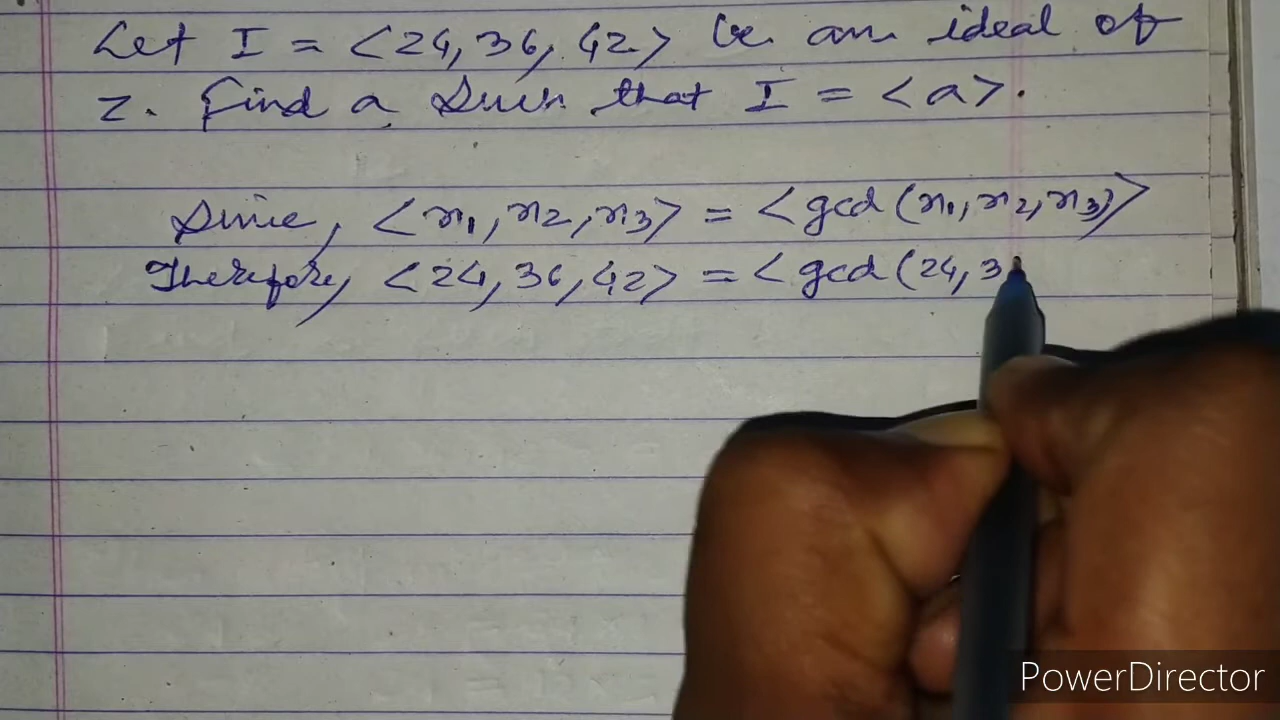 Let I = <24, 36, 42> be an ideal of
Z. Find a such that I = <a>.
Since, <n1, n2, n3> = <gcd(n1, n2, n3)>
Therefore, <24, 36, 42> = <gcd(24, 3
PowerDirector